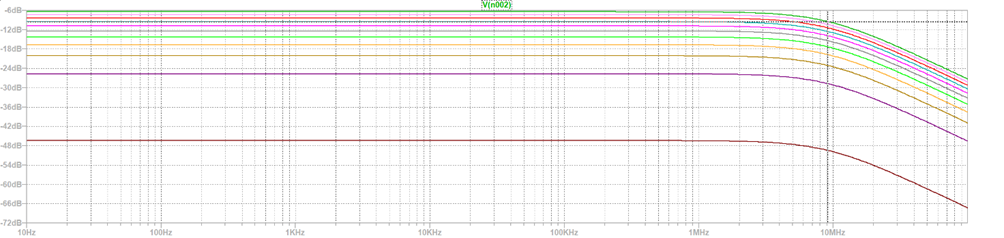 V(n002)
-6dB
-12dB
-18dB
-24dB
-30dB
-36dB
-42dB
-48dB
-54dB
-60dB
-66dB
-72dB
10Hz 100Hz 1KHz 10KHz 100KHz 1MHz 10MHz